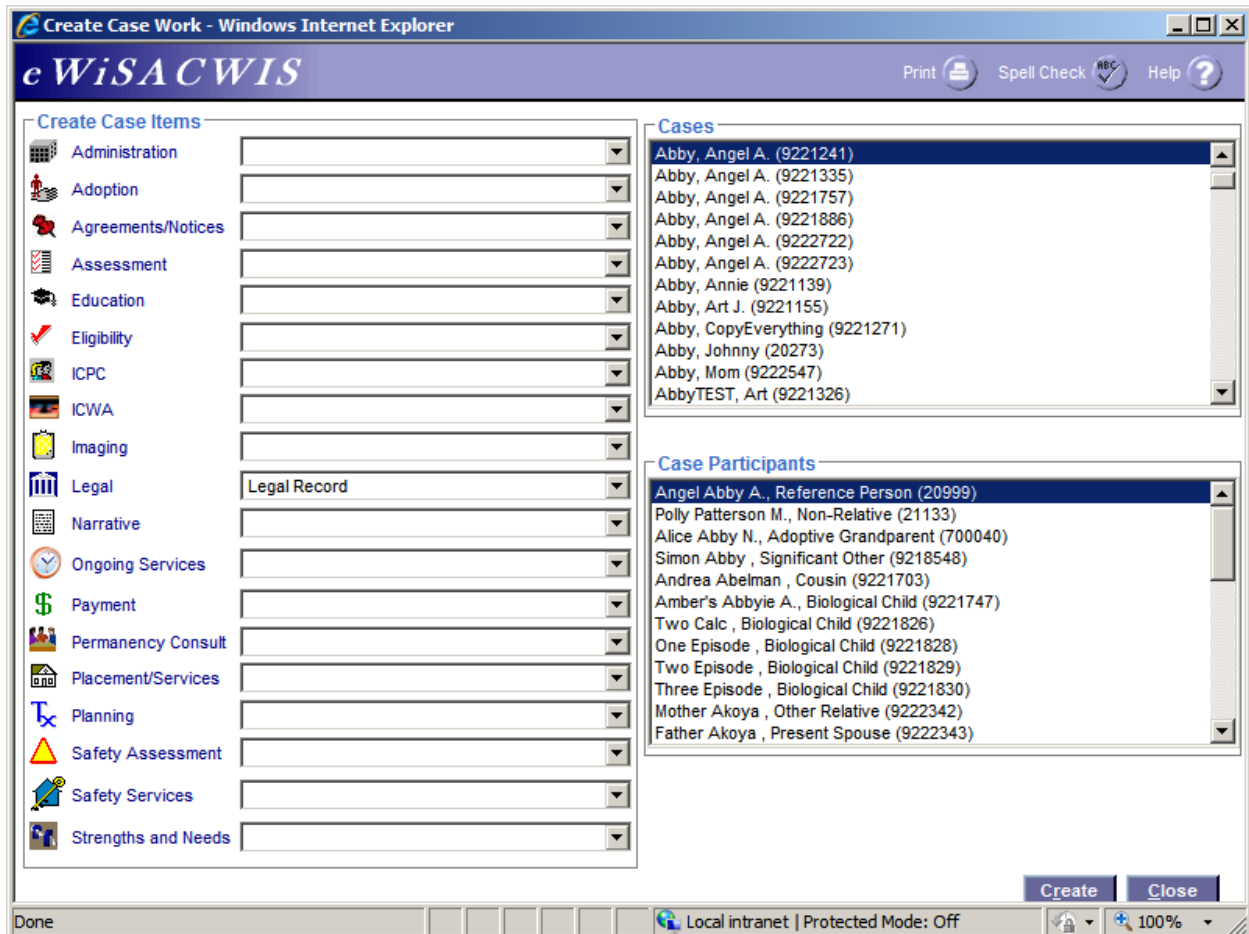 Create Case Work - Windows Internet Explorer
eWiSACWIS
Print
Spell Check
ABC
Help
?
Create Case Items
Administration
Adoption
Agreements/Notices
Assessment
Education
Eligibility
ICPC
ICWA
Imaging
Legal
Legal Record
Narrative
Ongoing Services
$
Payment
Permanency Consult
Placement/Services
Tx
Planning
Safety Assessment
Safety Services
Strengths and Needs
Cases
Abby, Angel A. (9221241)
Abby, Angel A. (9221335)
Abby, Angel A. (9221757)
Abby, Angel A. (9221886)
Abby, Angel A. (9222722)
Abby, Angel A. (9222723)
Abby, Annie (9221139)
Abby, Art J. (9221155)
Abby, CopyEverything (9221271)
Abby, Johnny (20273)
Abby, Mom (9222547)
AbbyTEST, Art (9221326)
Case Participants
Angel Abby A., Reference Person (20999)
Polly Patterson M., Non-Relative (21133)
Alice Abby N., Adoptive Grandparent (700040)
Simon Abby , Significant Other (9218548)
Andrea Abelman , Cousin (9221703)
Amber's Abbyie A., Biological Child (9221747)
Two Calc , Biological Child (9221826)
One Episode , Biological Child (9221828)
Two Episode , Biological Child (9221829)
Three Episode , Biological Child (9221830)
Mother Akoya , Other Relative (9222342)
Father Akoya , Present Spouse (9222343)
Create
Close
Done
Local intranet | Protected Mode: Off
100%